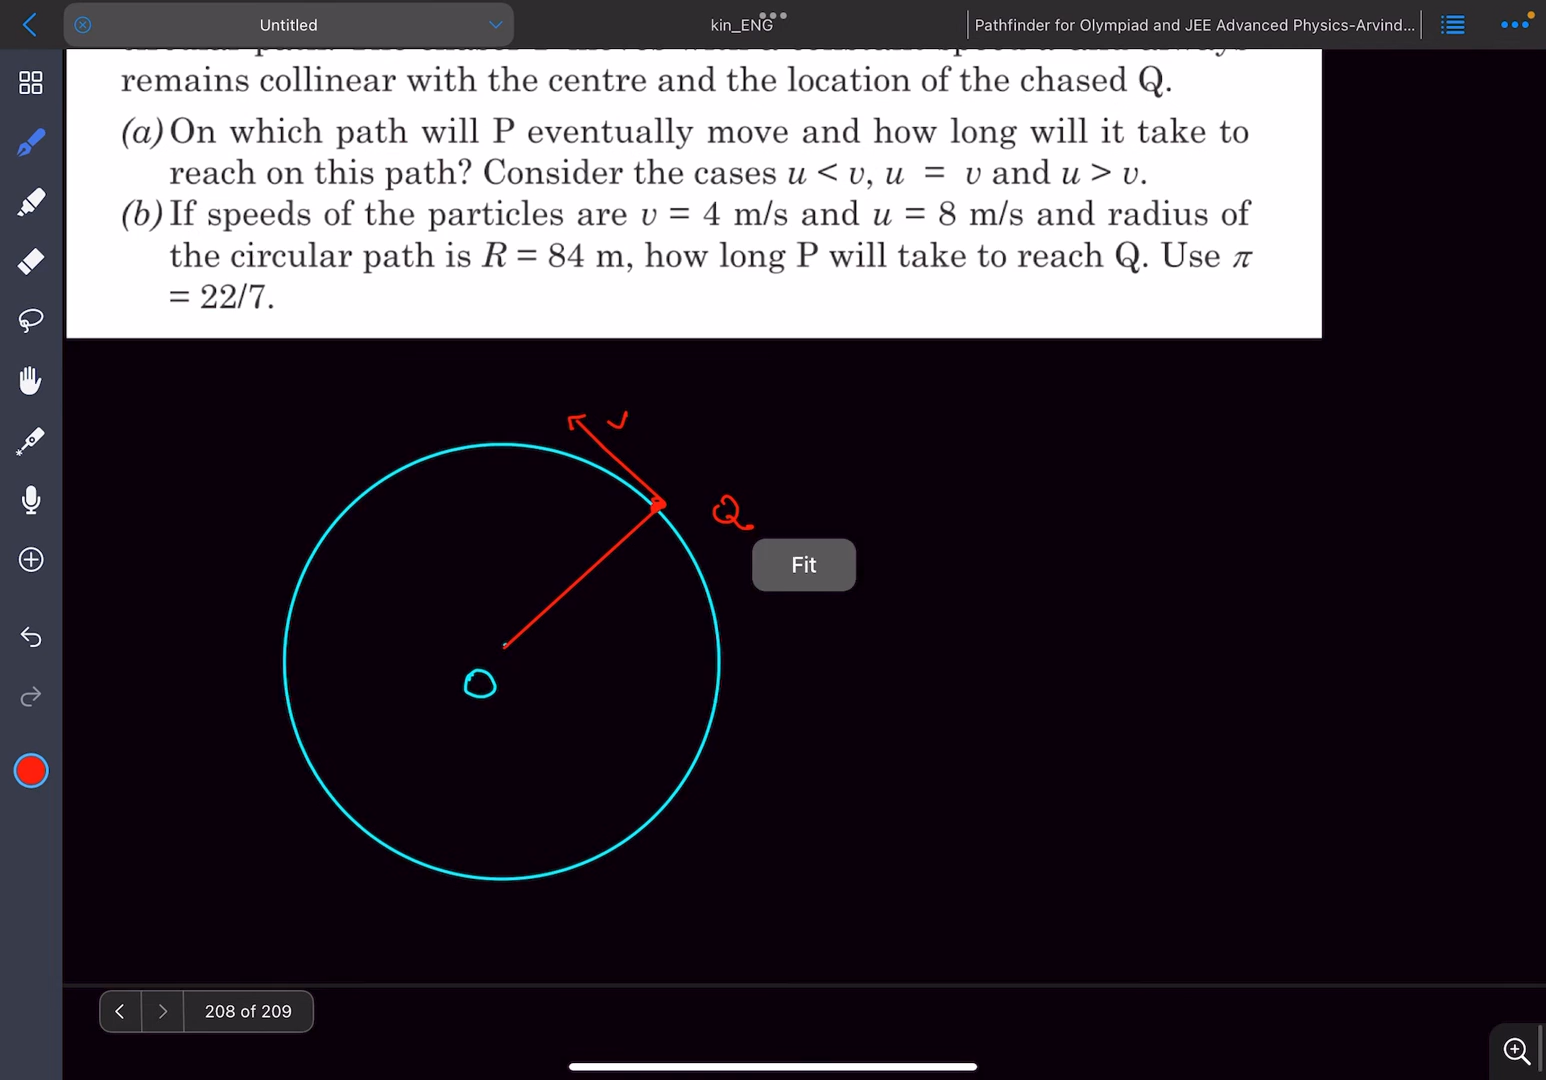 Untitled
kin_ENG
Pathfinder for Olympiad and JEE Advanced Physics-Arvind...
remains collinear with the centre and the location of the chased Q.
(a) On which path will P eventually move and how long will it take to
reach on this path? Consider the cases u < v, u = v and u > v.
(b) If speeds of the particles are v = 4 m/s and u = 8 m/s and radius of
the circular path is R = 84 m, how long P will take to reach Q. Use π
= 22/7.
v
Q
Fit
O
208 of 209